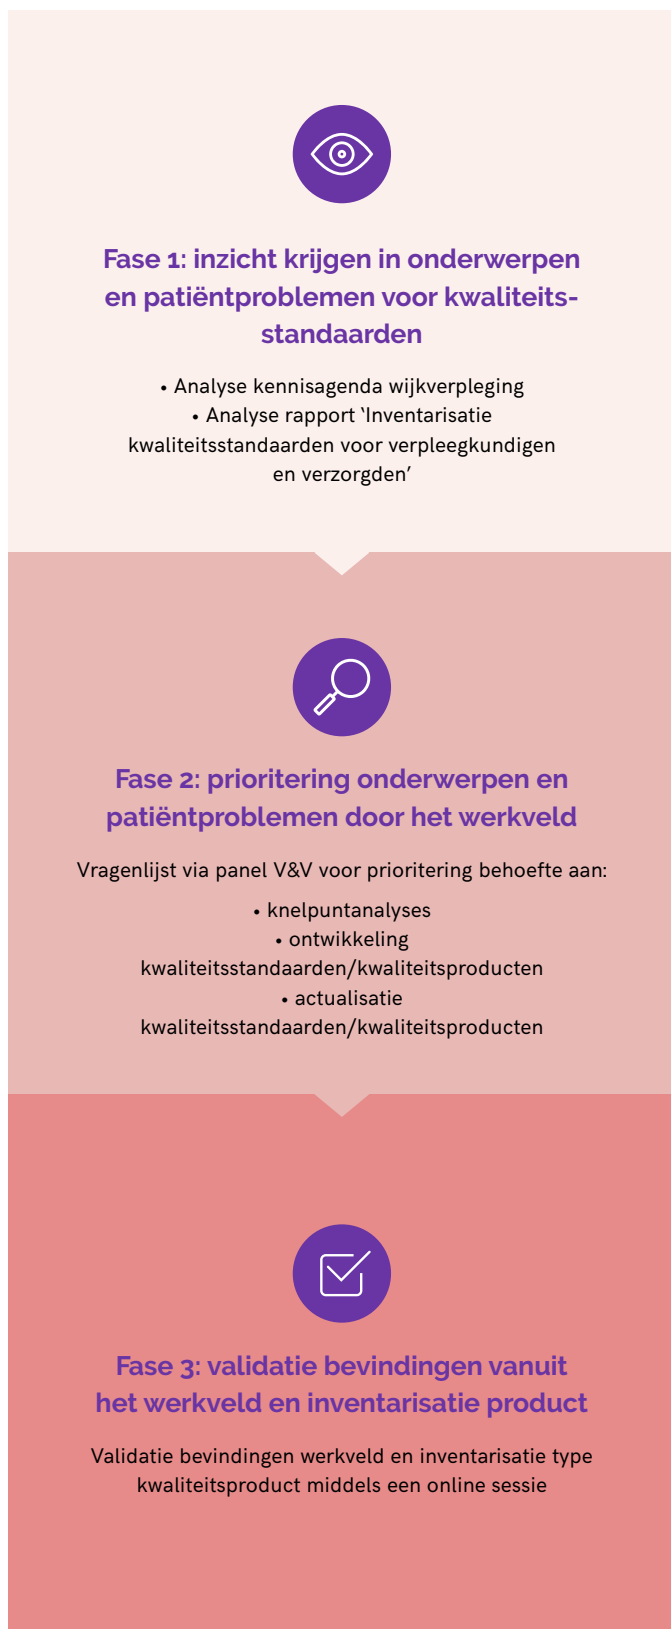 Fase 1: inzicht krijgen in onderwerpen
en patiëntproblemen voor kwaliteits-
standaarden
• Analyse kennisagenda wijkverpleging
• Analyse rapport ‘Inventarisatie
kwaliteitsstandaarden voor verpleegkundigen
en verzorgden’
Fase 2: prioritering onderwerpen en
patiëntproblemen door het werkveld
Vragenlijst via panel V&V voor prioritering behoefte aan:
• knelpuntanalyses
• ontwikkeling
kwaliteitsstandaarden/kwaliteitsproducten
• actualisatie
kwaliteitsstandaarden/kwaliteitsproducten
Fase 3: validatie bevindingen vanuit
het werkveld en inventarisatie product
Validatie bevindingen werkveld en inventarisatie type
kwaliteitsproduct middels een online sessie